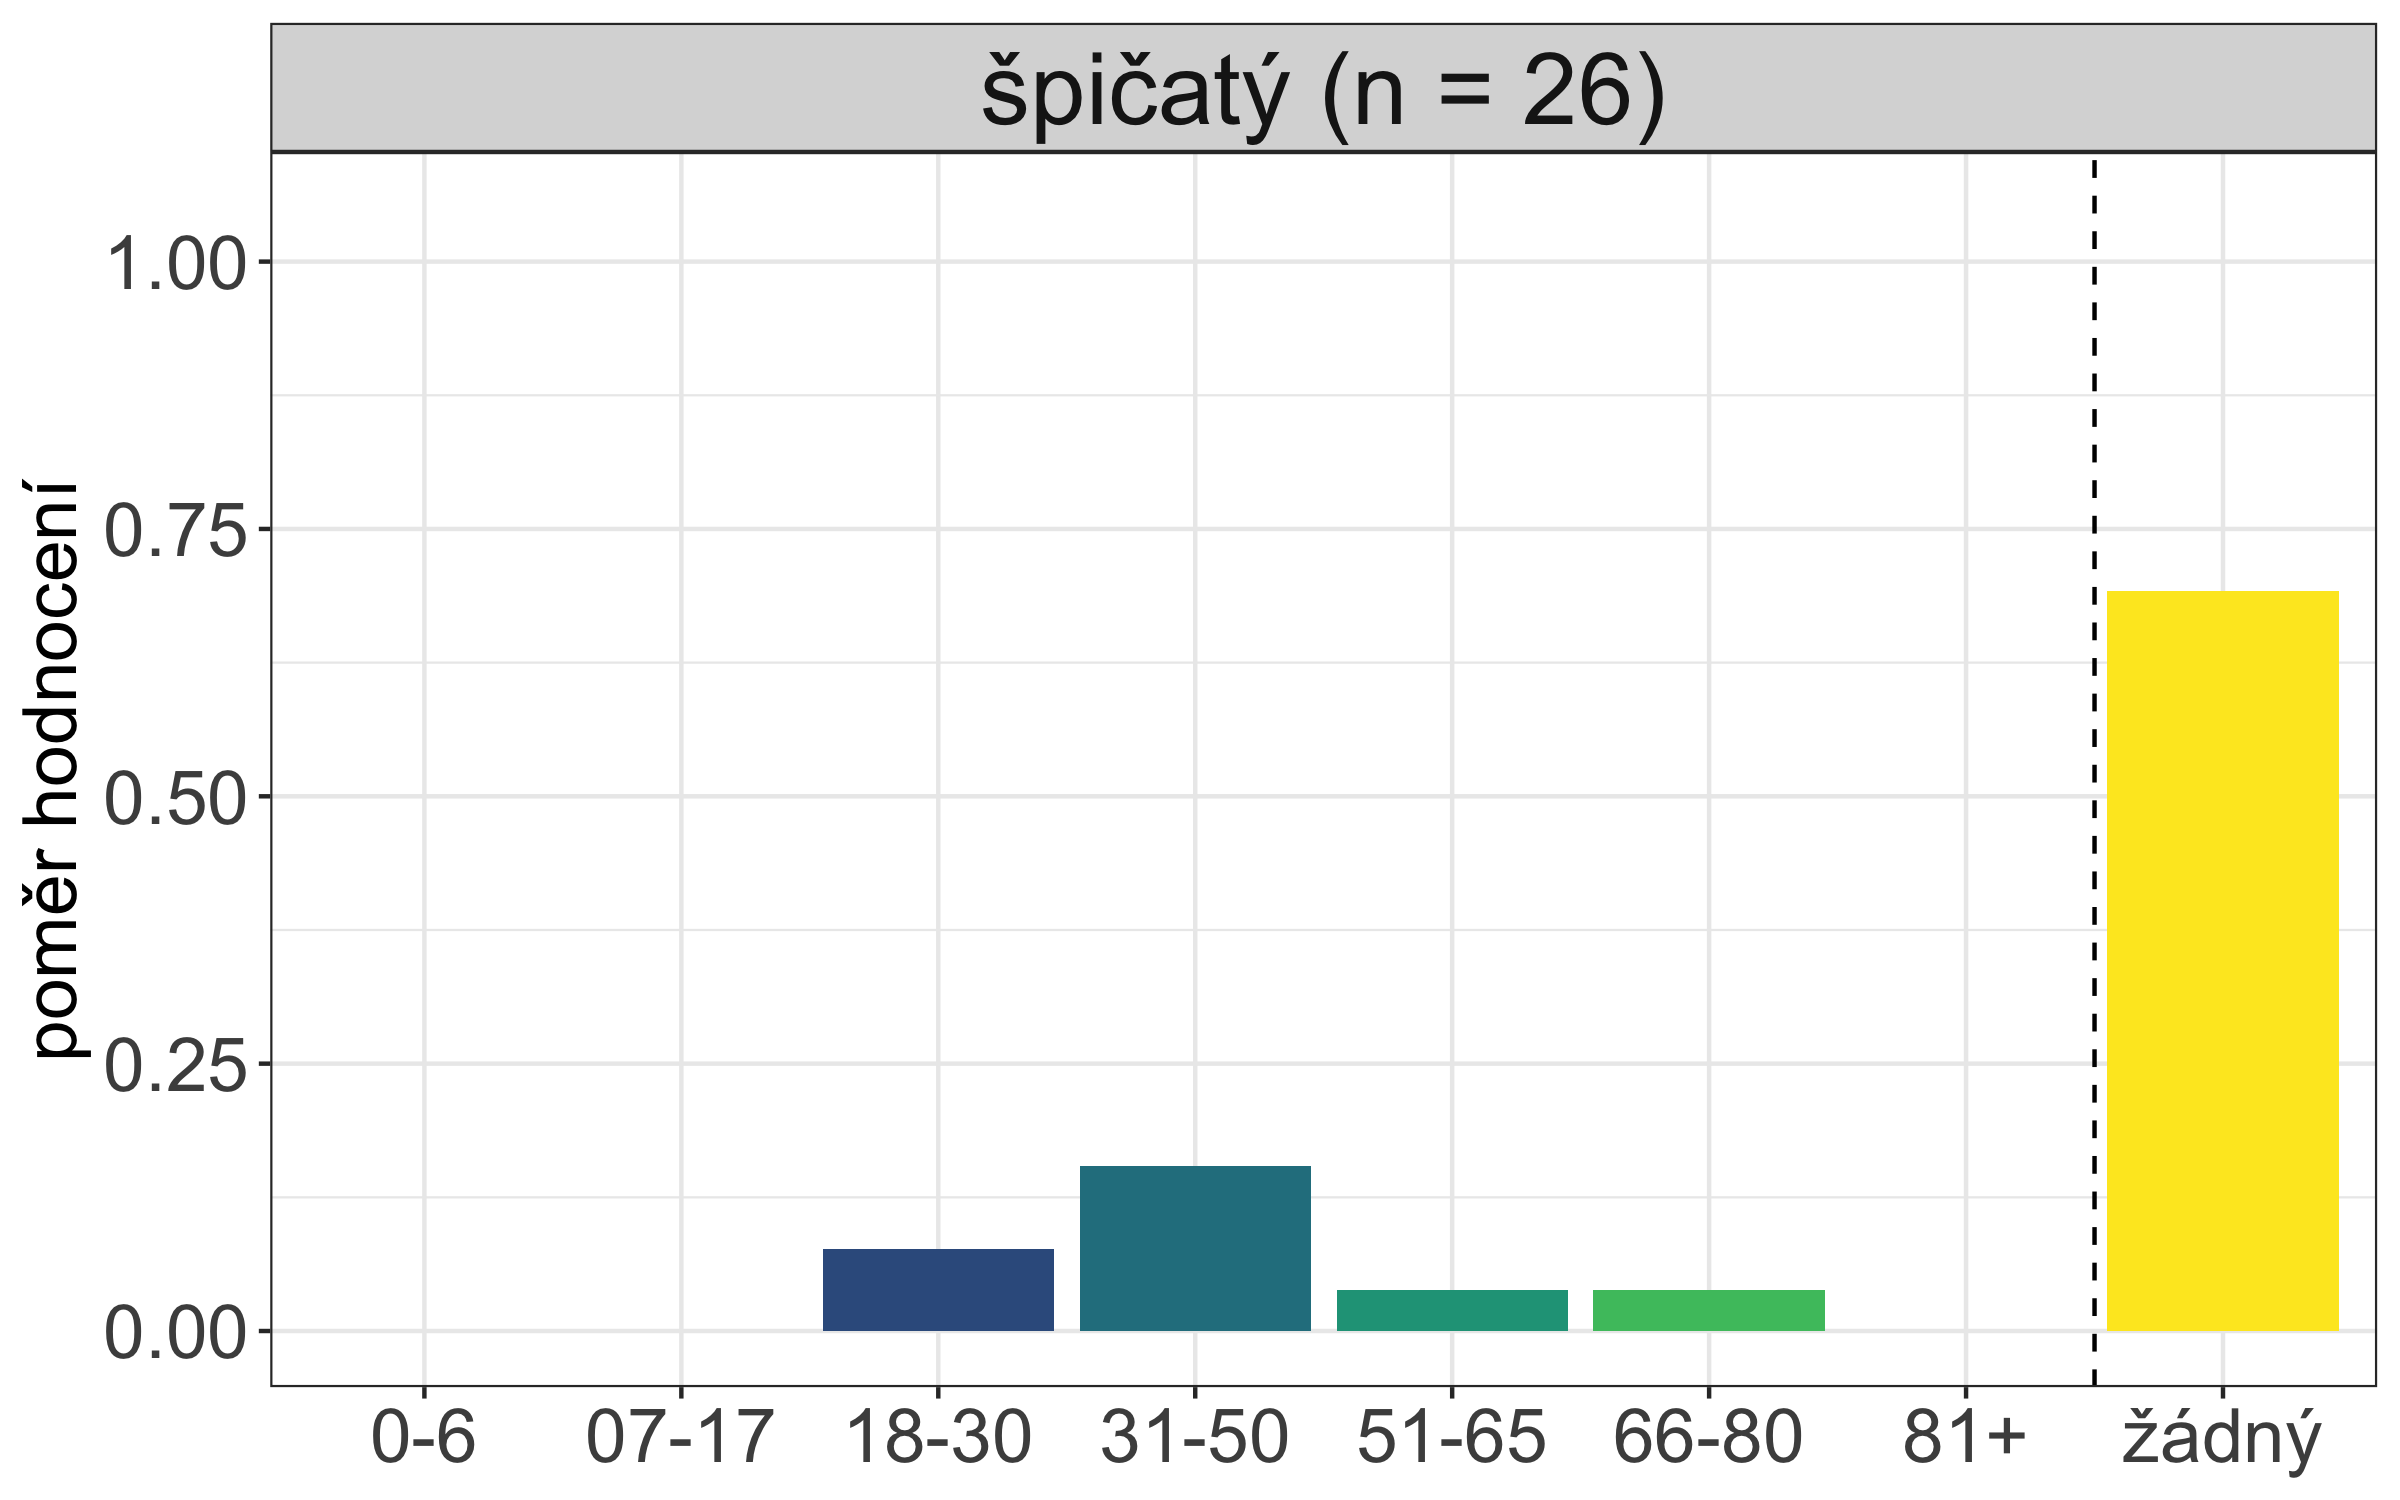 špičatý (n = 26)
poměr hodnocení
1.00
0.75
0.50
0.25
0.00
0-6 07-17 18-30 31-50 51-65 66-80 81+ žádný